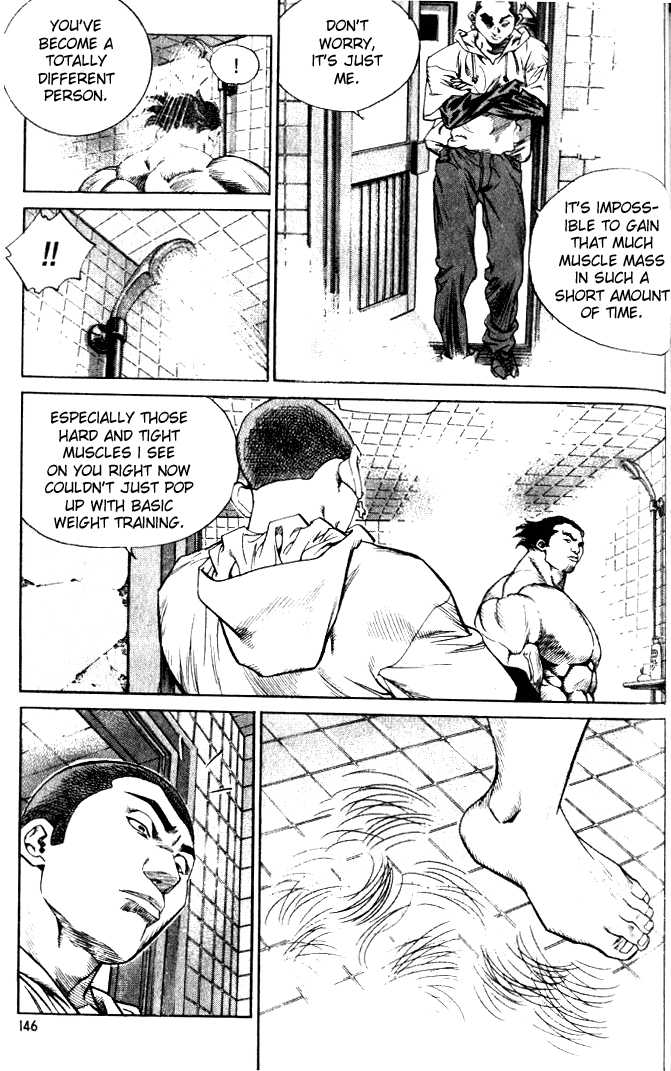 YOU'VE
BECOME A
TOTALLY
DIFFERENT
PERSON.
!
DON'T
WORRY,
IT'S JUST
ME.
IT'S IMPOSS-
IBLE TO GAIN
THAT MUCH
MUSCLE MASS
IN SUCH A
SHORT AMOUNT
OF TIME.
!!
ESPECIALLY THOSE
HARD AND TIGHT
MUSCLES I SEE
ON YOU RIGHT NOW
COULDN'T JUST POP
UP WITH BASIC
WEIGHT TRAINING.
146